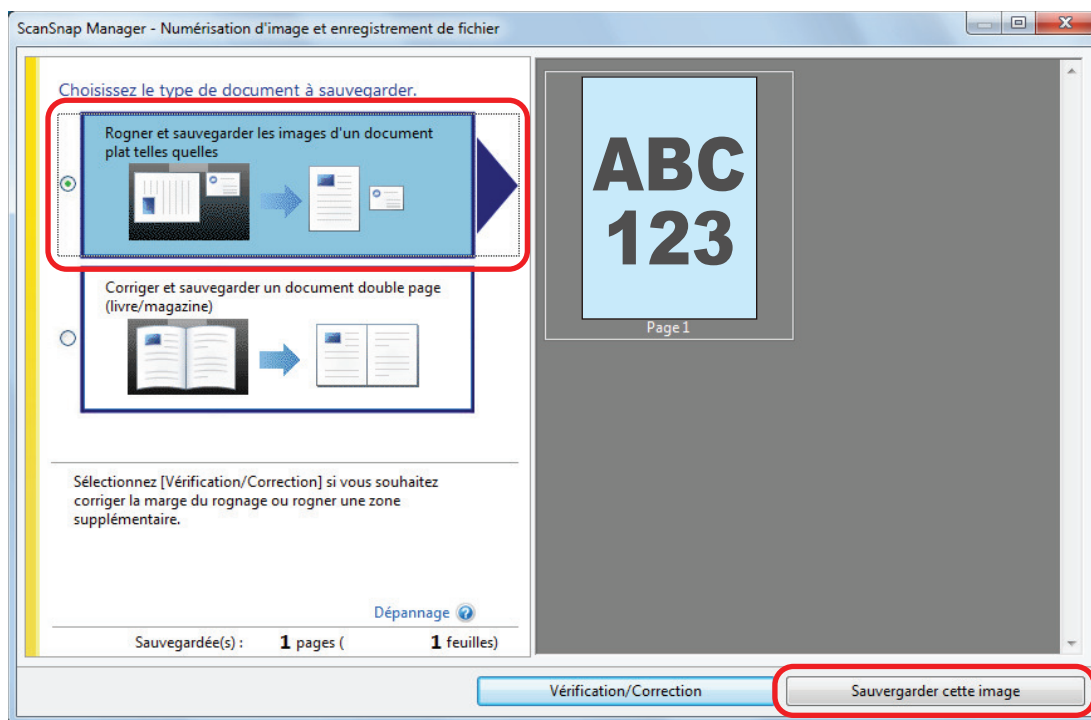 ScanSnap Manager - Numérisation d'image et enregistrement de fichier
Choisissez le type de document à sauvegarder.
Rogner et sauvegarder les images d'un document
plat telles quelles
Corriger et sauvegarder un document double page
(livre/magazine)
Sélectionnez [Vérification/Correction] si vous souhaitez
corriger la marge du rognage ou rogner une zone
supplémentaire.
Dépannage
Sauvegardée(s) : 1 pages ( 1 feuilles)
ABC
123
Page 1
Vérification/Correction
Sauvergarder cette image